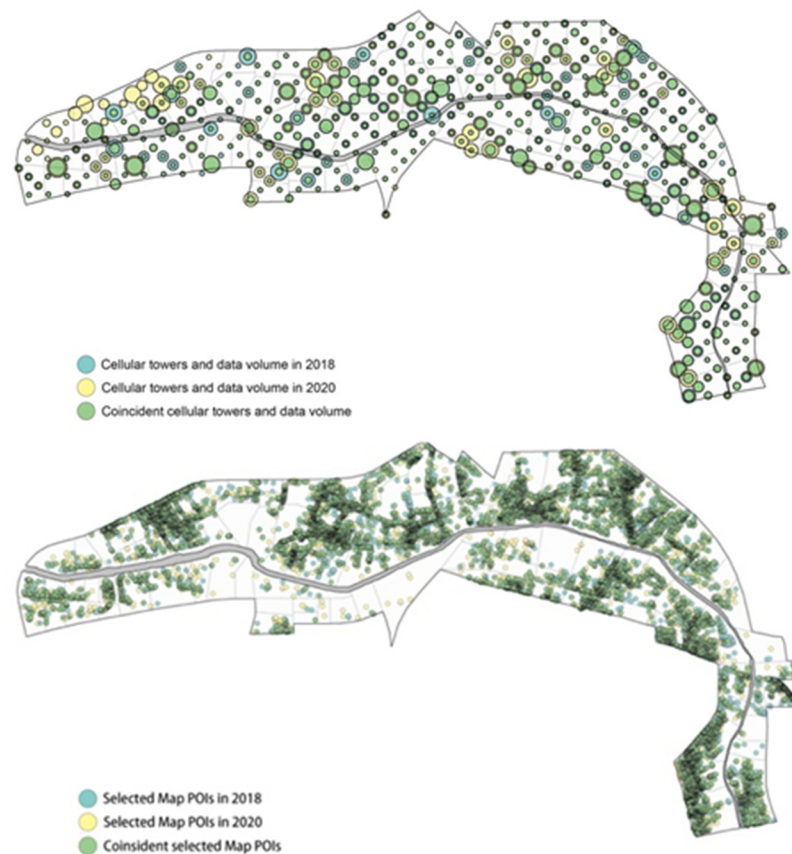 Cellular towers and data volume in 2018
Cellular towers and data volume in 2020
Coincident cellular towers and data volume
Selected Map POIs in 2018
Selected Map POIs in 2020
Coinsident selected Map POIs